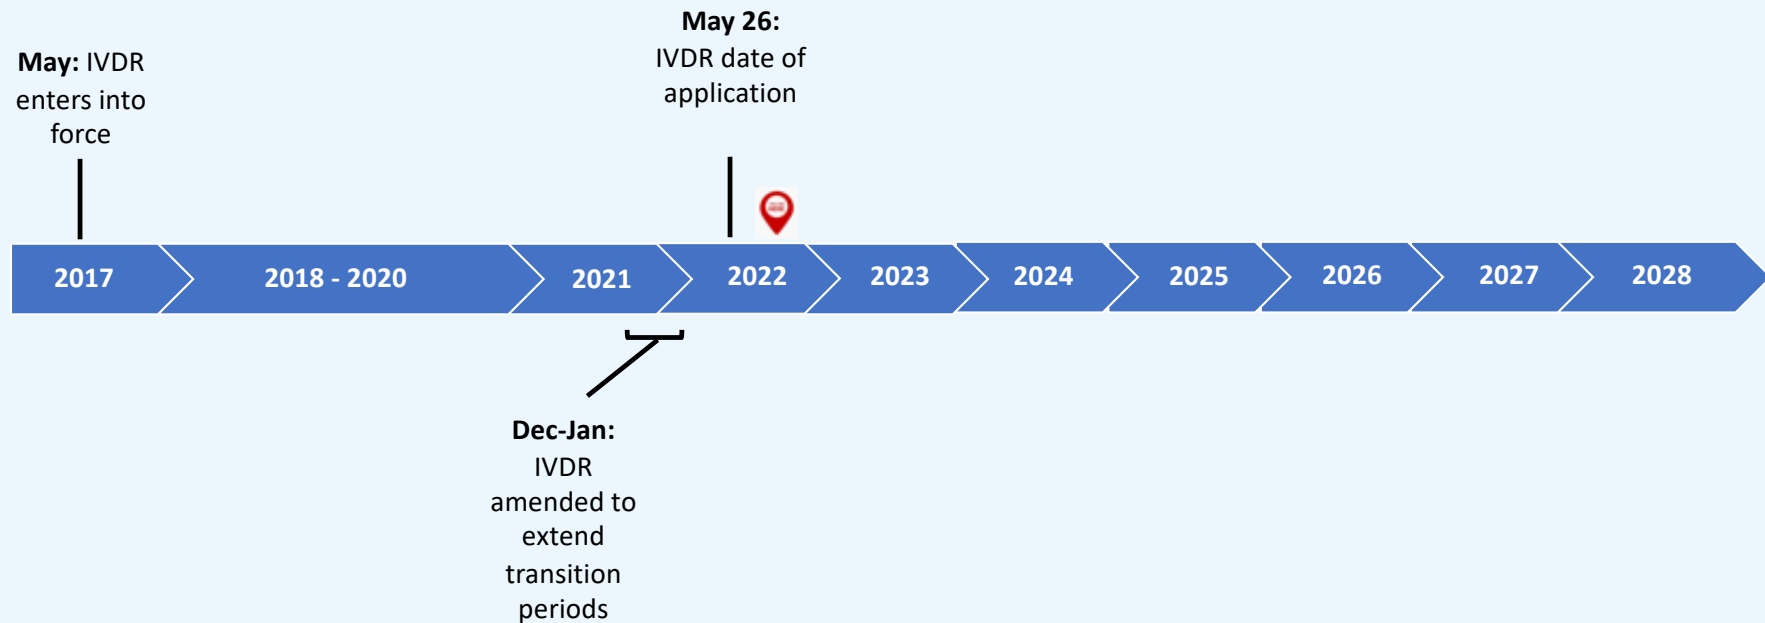 May: IVDR
enters into
force
May 26:
IVDR date of
application
2017
2018 - 2020
2021
2022
2023
2024
2025
2026
2027
2028
Dec-Jan:
IVDR
amended to
extend
transition
periods